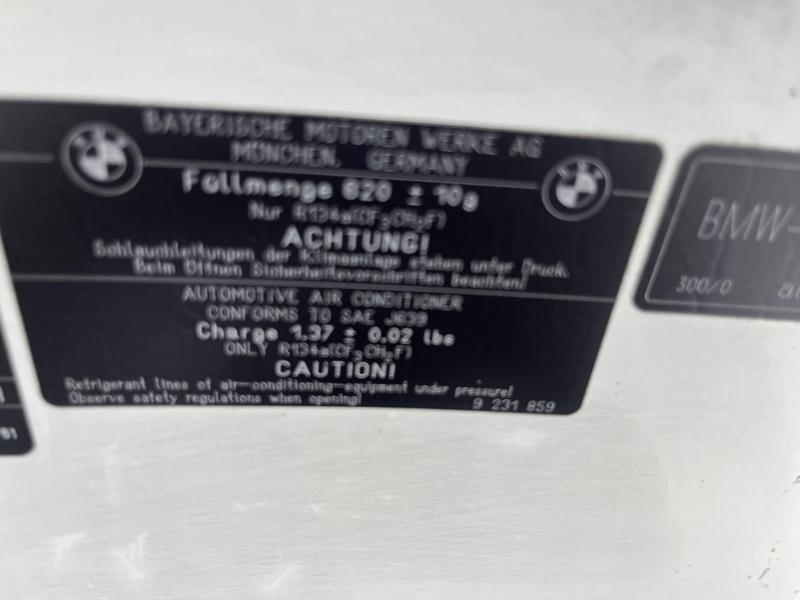 BAYERISCHE MOTOREN WERKE AG
MÜNCHEN, GERMANY
Füllmenge 620 ± 10g
Nur R134a(CF₃CH₂F)
ACHTUNG!
Schlauchleitungen der Klimaanlage stehen unter Druck.
Beim Öffnen Sicherheitsvorschriften beachten!
AUTOMOTIVE AIR CONDITIONER
CONFORMS TO SAE J639
Charge 1.37 ± 0.02 lbs
ONLY R134a(CF₃CH₂F)
CAUTION!
Refrigerant lines of air-conditioning-equipment under pressure!
Observe safety regulations when opening!
9 231 859
BMW-
300/0